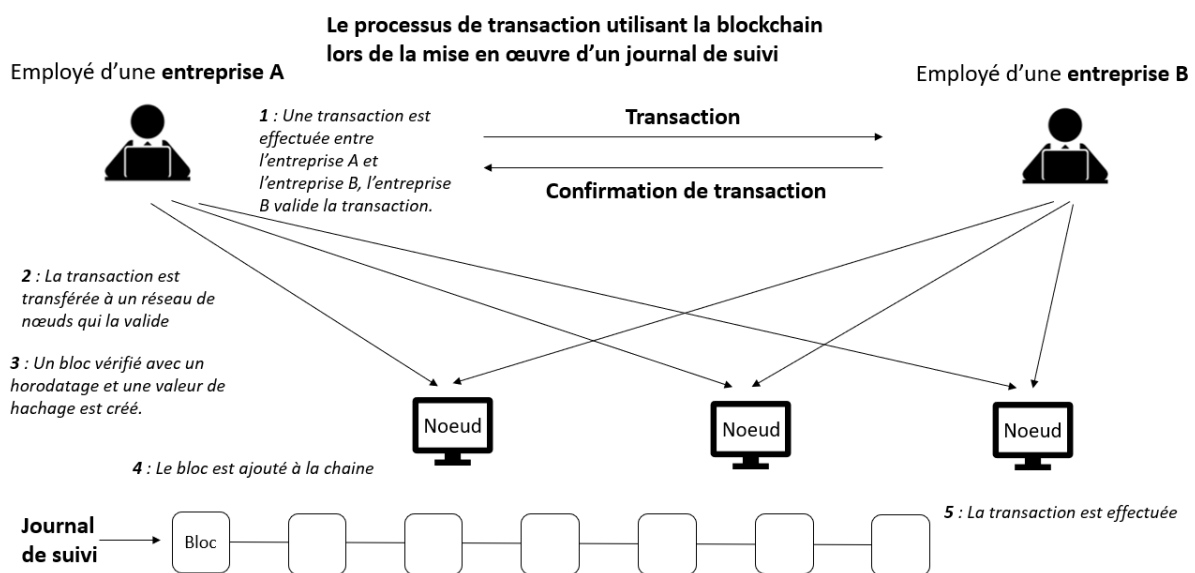 Le processus de transaction utilisant la blockchain
lors de la mise en œuvre d’un journal de suivi
Employé d’une entreprise A
Employé d’une entreprise B
1 : Une transaction est
effectuée entre
l’entreprise A et
l’entreprise B, l’entreprise
B valide la transaction.
Transaction
Confirmation de transaction
2 : La transaction est
transférée à un réseau de
nœuds qui la valide
3 : Un bloc vérifié avec un
horodatage et une valeur de
hachage est créé.
Noeud
Noeud
Noeud
4 : Le bloc est ajouté à la chaine
5 : La transaction est effectuée
Journal
de suivi
Bloc